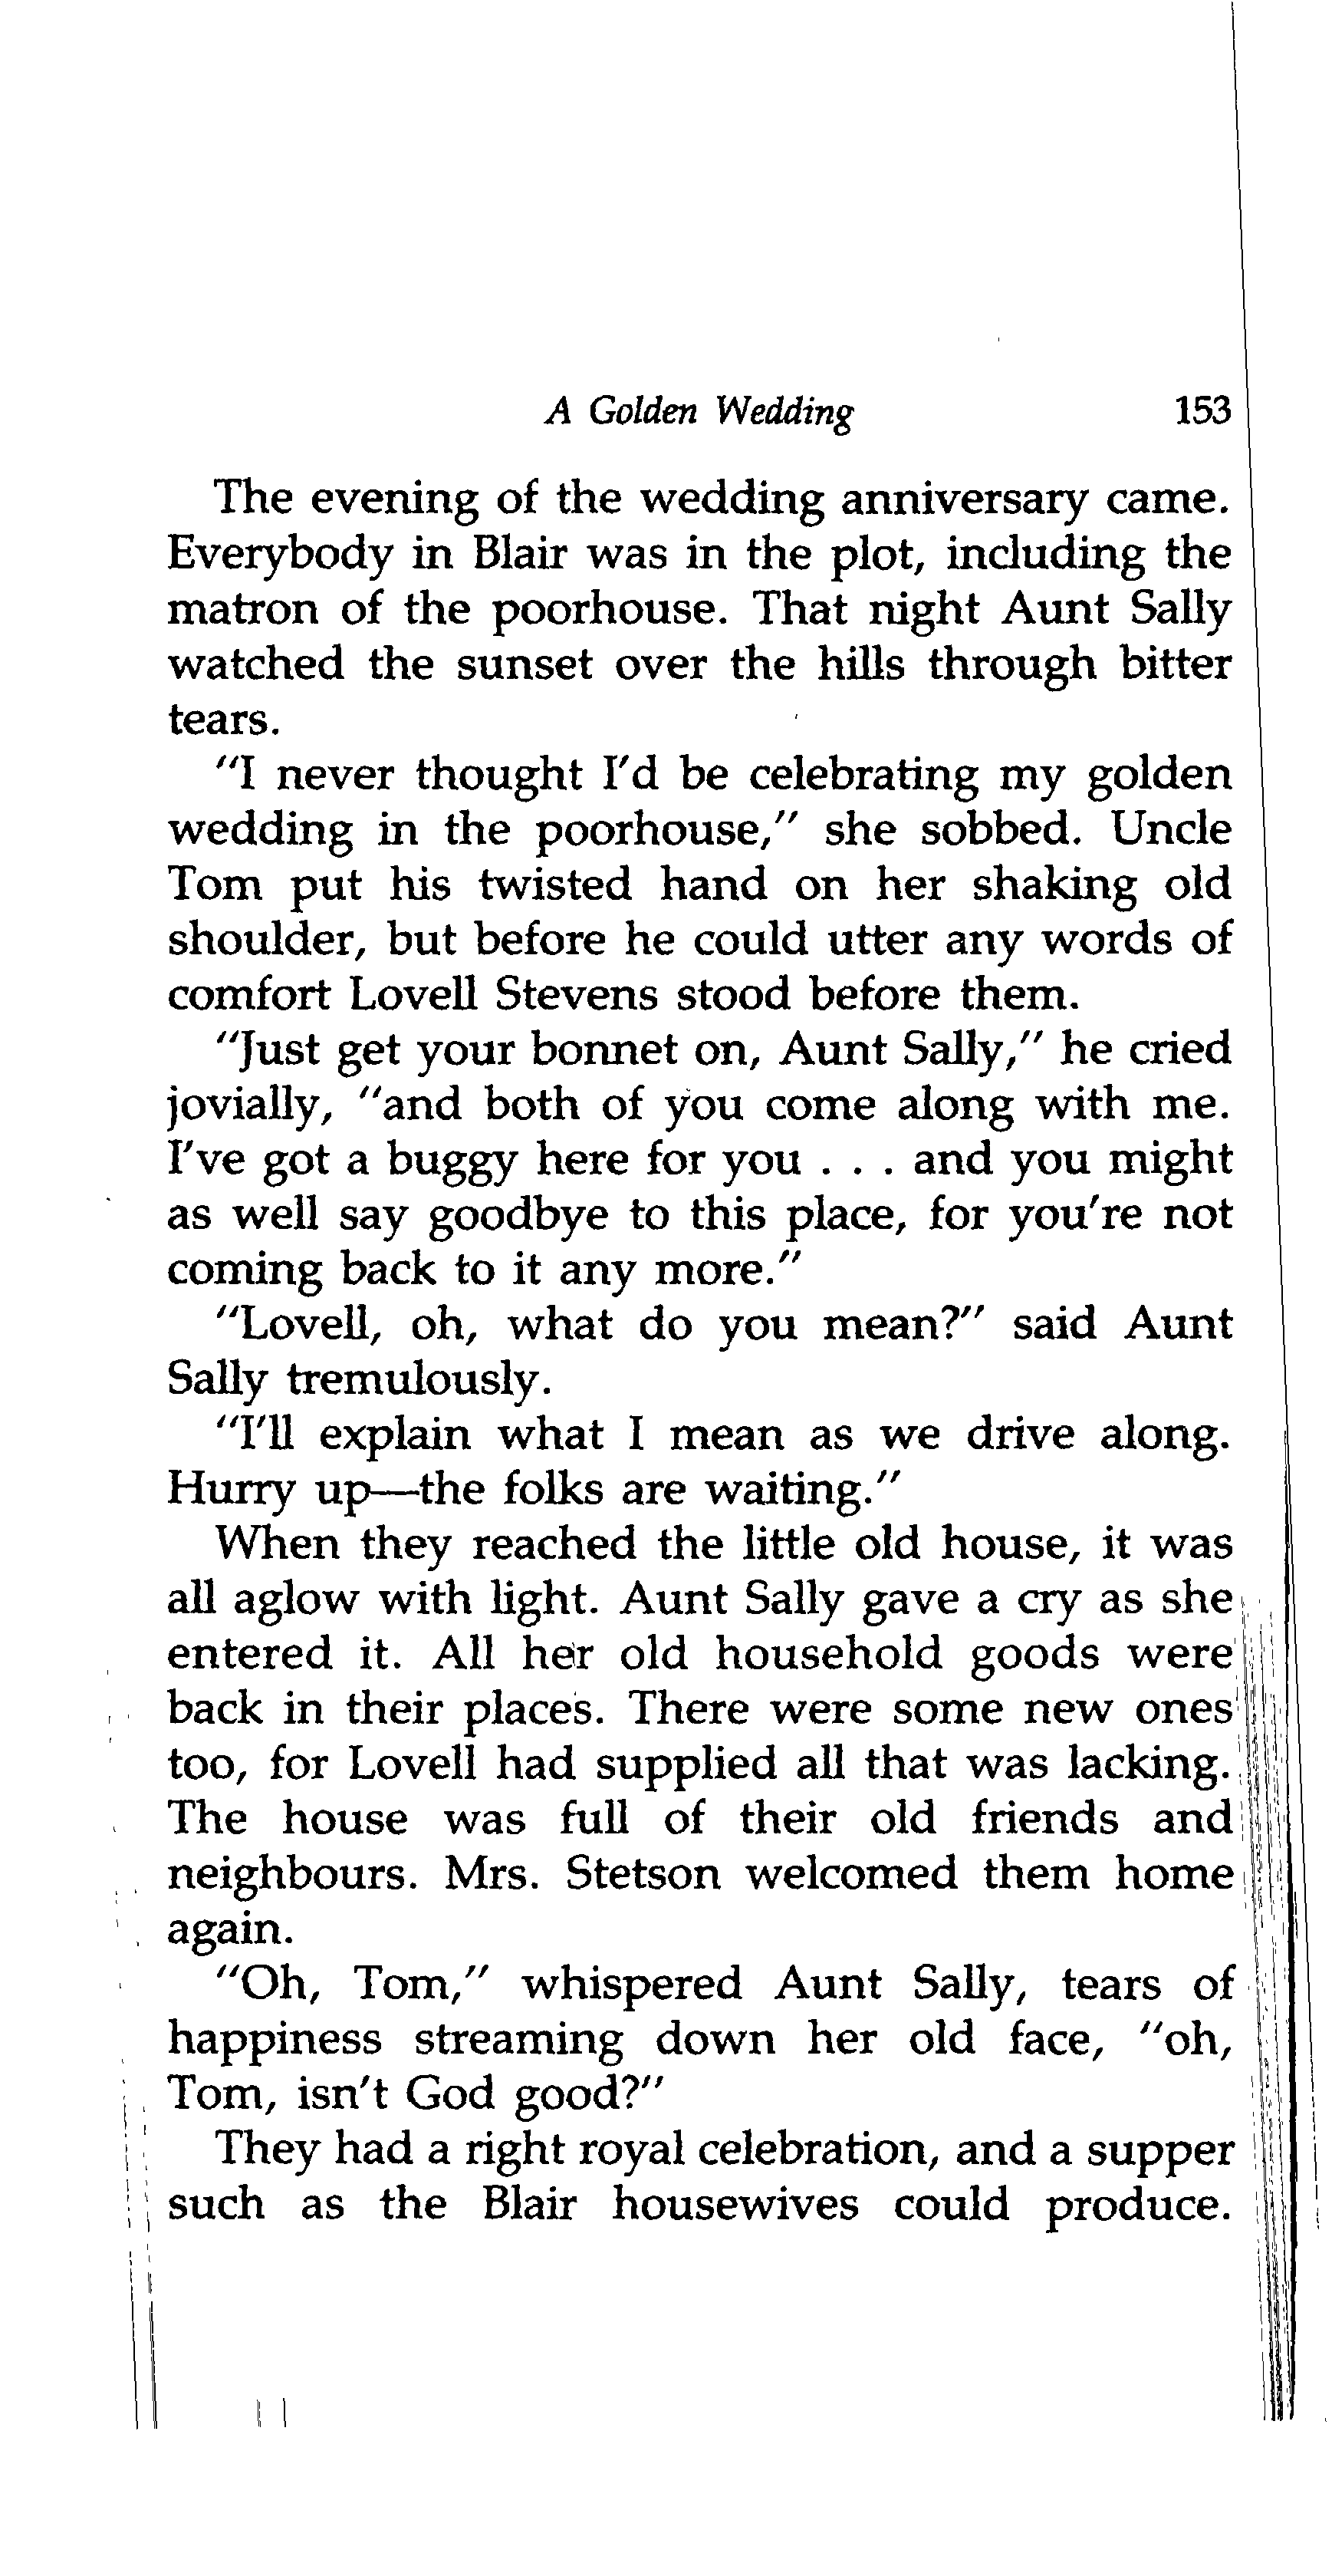 A Golden Wedding 153
The evening of the wedding anniversary came.
Everybody in Blair was in the plot, including the
matron of the poorhouse. That night Aunt Sally
watched the sunset over the hills through bitter
tears.
"I never thought I'd be celebrating my golden
wedding in the poorhouse," she sobbed. Uncle
Tom put his twisted hand on her shaking old
shoulder, but before he could utter any words of
comfort Lovell Stevens stood before them.
"Just get your bonnet on, Aunt Sally," he cried
jovially, "and both of you come along with me.
I've got a buggy here for you . . . and you might
as well say goodbye to this place, for you're not
coming back to it any more."
"Lovell, oh, what do you mean?" said Aunt
Sally tremulously.
"I'll explain what I mean as we drive along.
Hurry up—the folks are waiting."
When they reached the little old house, it was
all aglow with light. Aunt Sally gave a cry as she
entered it. All her old household goods were
back in their places. There were some new ones
too, for Lovell had supplied all that was lacking.
The house was full of their old friends and
neighbours. Mrs. Stetson welcomed them home
again.
"Oh, Tom," whispered Aunt Sally, tears of
happiness streaming down her old face, "oh,
Tom, isn't God good?"
They had a right royal celebration, and a supper
such as the Blair housewives could produce.